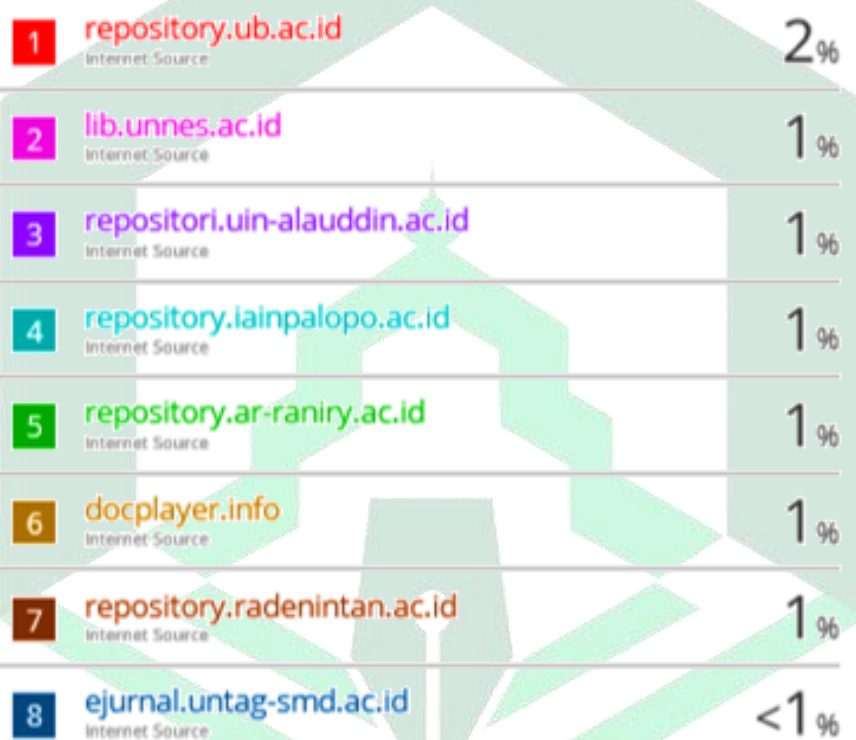 1 repository.ub.ac.id 2%
Internet Source
2 lib.unnes.ac.id 1%
Internet Source
3 repositori.uin-alauddin.ac.id 1%
Internet Source
4 repository.iainpalopo.ac.id 1%
Internet Source
5 repository.ar-raniry.ac.id 1%
Internet Source
6 docplayer.info 1%
Internet Source
7 repository.radenintan.ac.id 1%
Internet Source
8 ejurnal.untag-smd.ac.id <1%
Internet Source